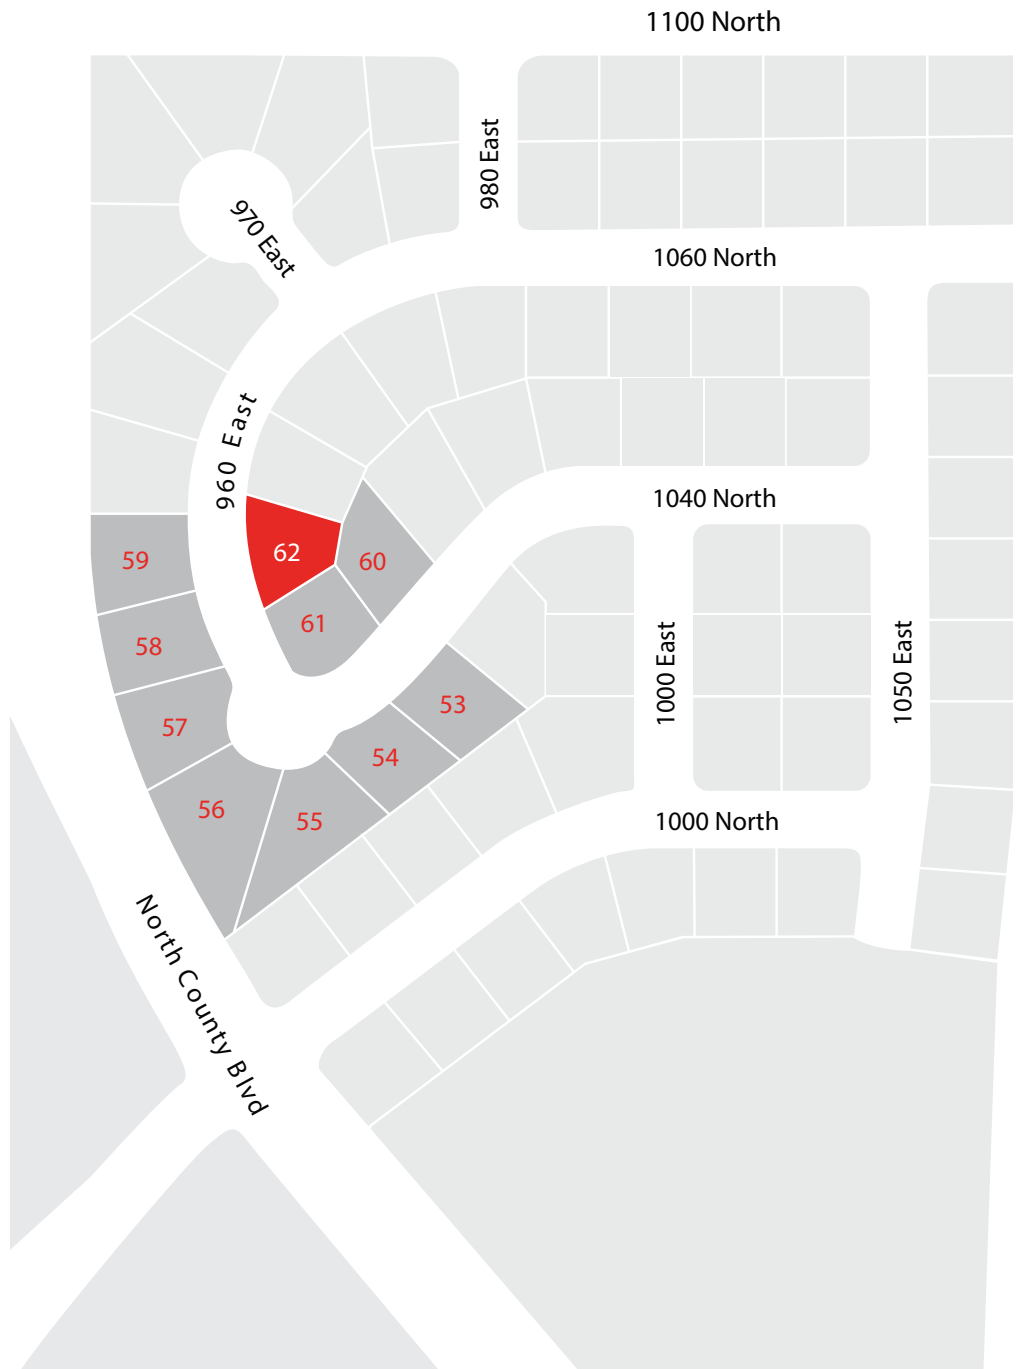 1100 North
980 East
970 East
1060 North
960 East
1040 North
59
62
60
61
58
1000 East
1050 East
53
57
54
56
55
1000 North
North County Blvd